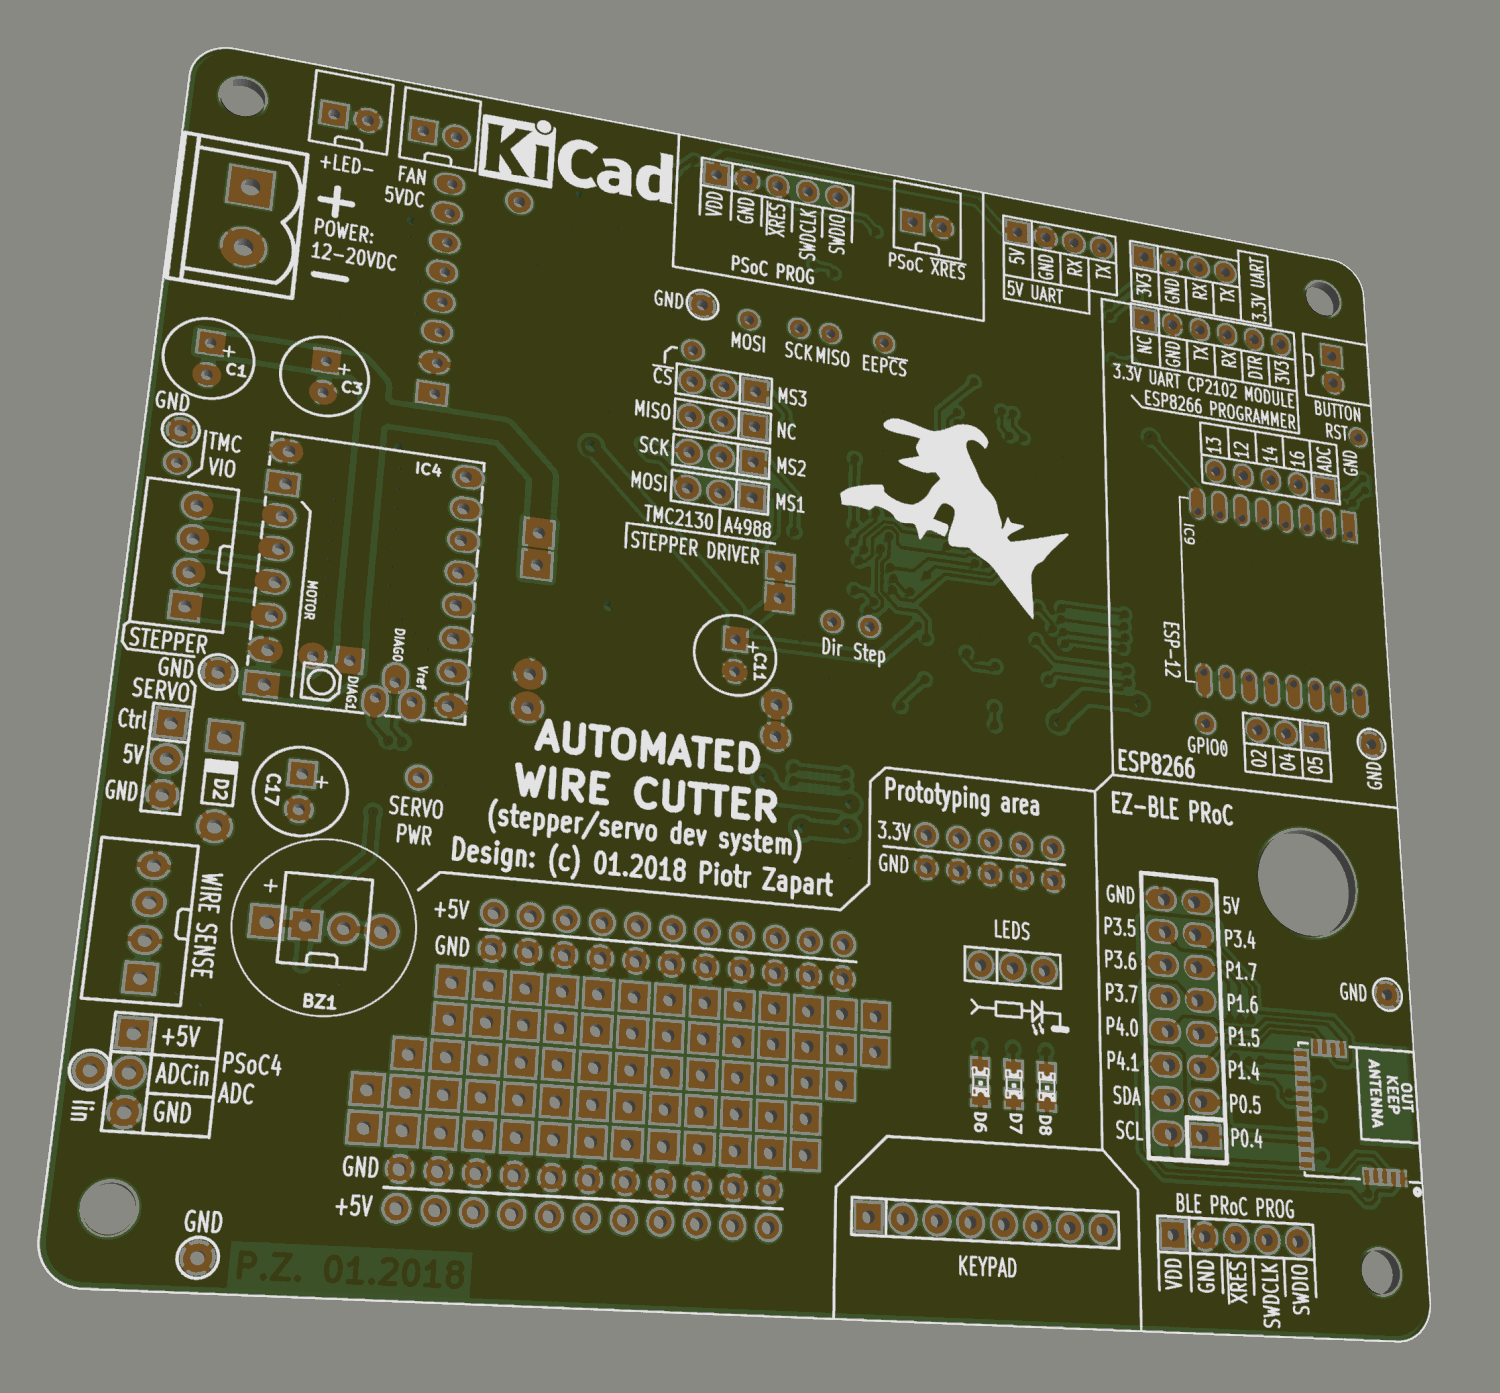 +LED-
FAN
5VDC
KiCad
+
POWER:
12-20VDC
-
VDD
GND
XRES
SWDCLK
SWDIO
PSoC PROG
PSoC XRES
5V
GND
RX
TX
5V UART
3V3
GND
RX
TX
3.3V UART
NC
GND
TX
RX
DTR
3V3
3.3V UART CP2102 MODULE
ESP8266 PROGRAMMER
BUTTON
RST
GND
13
12
14
16
ADC
GND
MOSI
SCK
MISO
EEPCS
+
C1
+
C3
CS
MS3
MISO
NC
SCK
MS2
MOSI
MS1
TMC2130
A4988
STEPPER DRIVER
GND
TMC
VIO
IC4
MOTOR
DIAG0
DIAG1
Vref
STEPPER
GND
SERVO
Ctrl
5V
GND
D2
+
C17
SERVO
PWR
+
C11
Dir
Step
IC9
ESP-12
GPIO0
02
04
05
GND
ESP8266
AUTOMATED
WIRE CUTTER
(stepper/servo dev system)
Design: (c) 01.2018 Piotr Zapart
Prototyping area
3.3V
GND
EZ-BLE PRoC
WIRE SENSE
+
BZ1
+5V
GND
LEDS
D6
D7
D8
GND
5V
P3.5
P3.4
P3.6
P1.7
P3.7
P1.6
P4.0
P1.5
P4.1
P1.4
SDA
P0.5
SCL
P0.4
GND
KEEP
OUT
ANTENNA
+5V
ADCin
GND
PSoC4
ADC
GND
+5V
GND
P.Z. 01.2018
KEYPAD
BLE PRoC PROG
VDD
GND
XRES
SWDCLK
SWDIO